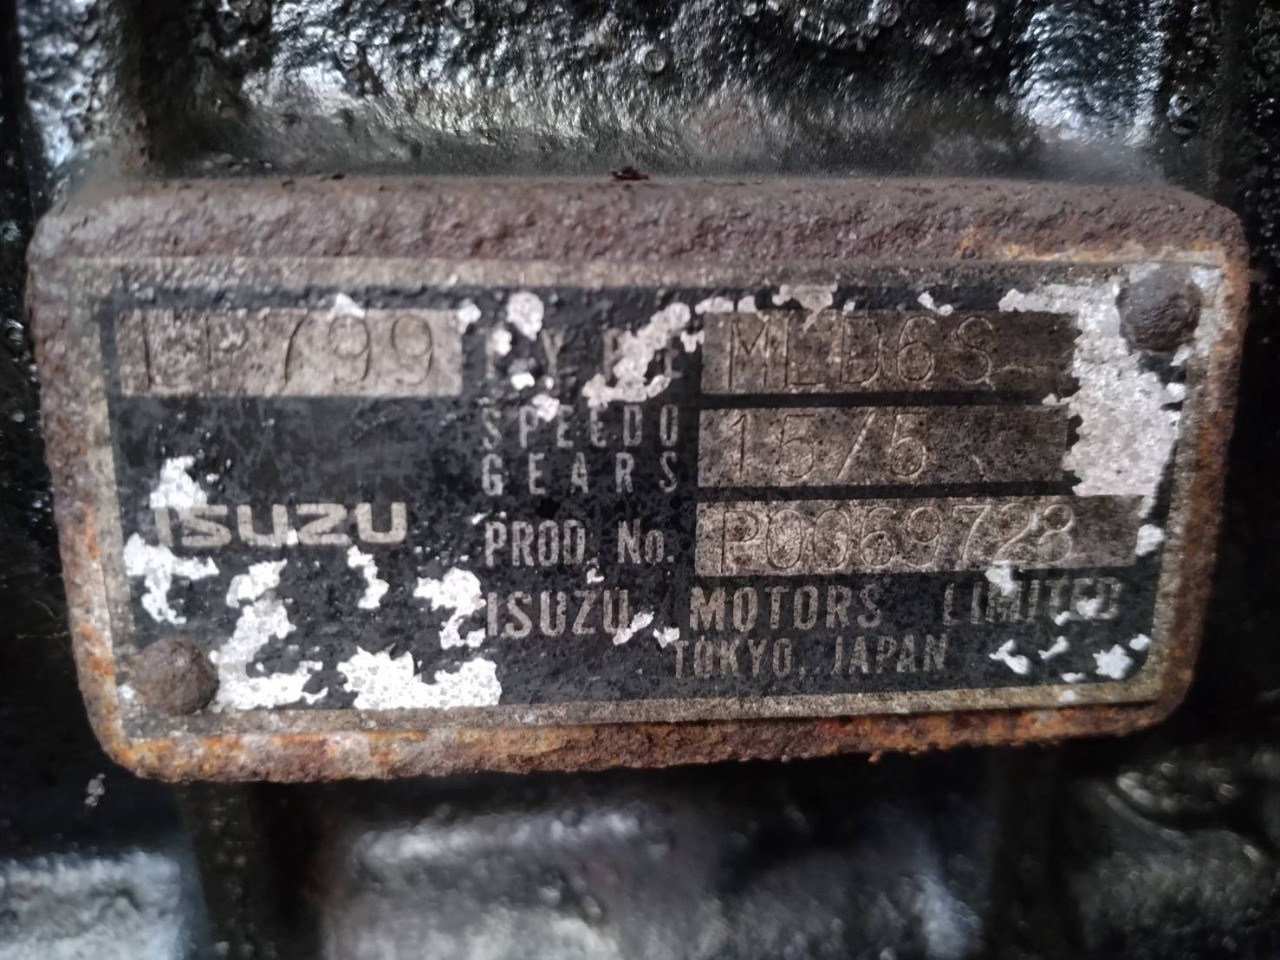 TYPE MLD6S
SPEEDO
GEARS 15/5
ISUZU
PROD. No. P0069728
ISUZU MOTORS LIMITED
TOKYO, JAPAN